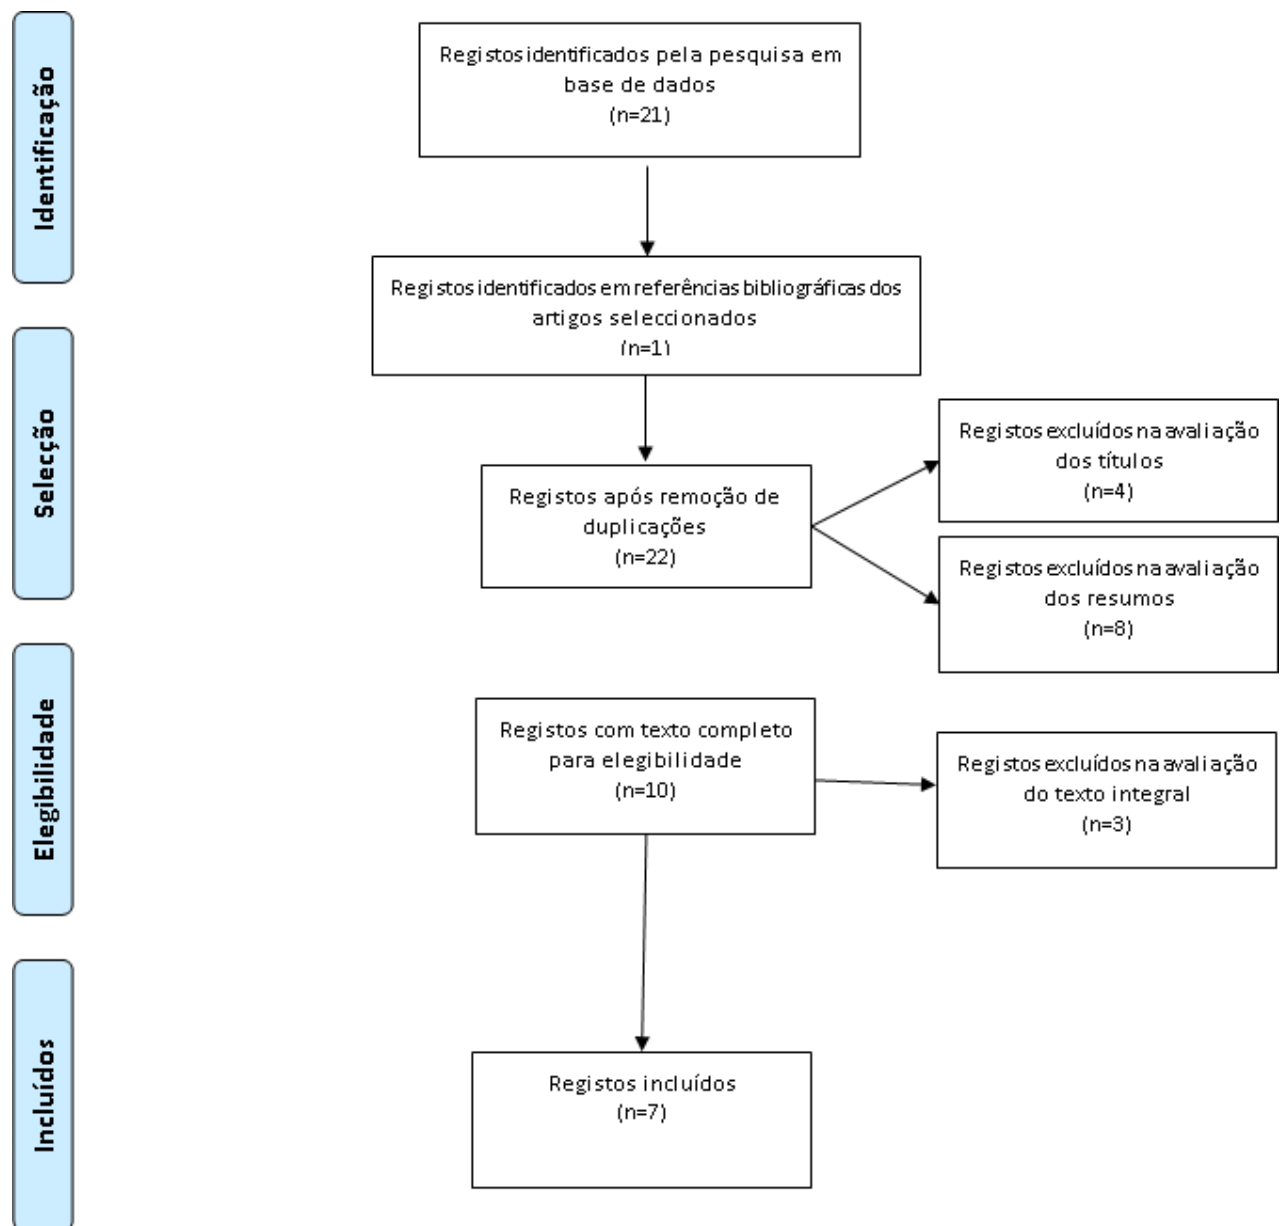 Identificação
Registos identificados pela pesquisa em
base de dados
(n=21)
Registos identificados em referências bibliográficas dos
artigos seleccionados
(n=1)
Selecção
Registos após remoção de
duplicações
(n=22)
Registos excluídos na avaliação
dos títulos
(n=4)
Registos excluídos na avaliação
dos resumos
(n=8)
Elegibilidade
Registos com texto completo
para elegibilidade
(n=10)
Registos excluídos na avaliação
do texto integral
(n=3)
Incluídos
Registos incluídos
(n=7)